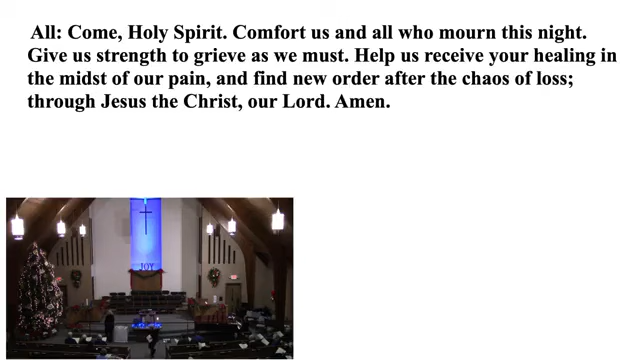 All: Come, Holy Spirit. Comfort us and all who mourn this night.
Give us strength to grieve as we must. Help us receive your healing in
the midst of our pain, and find new order after the chaos of loss;
through Jesus the Christ, our Lord. Amen.
JOY